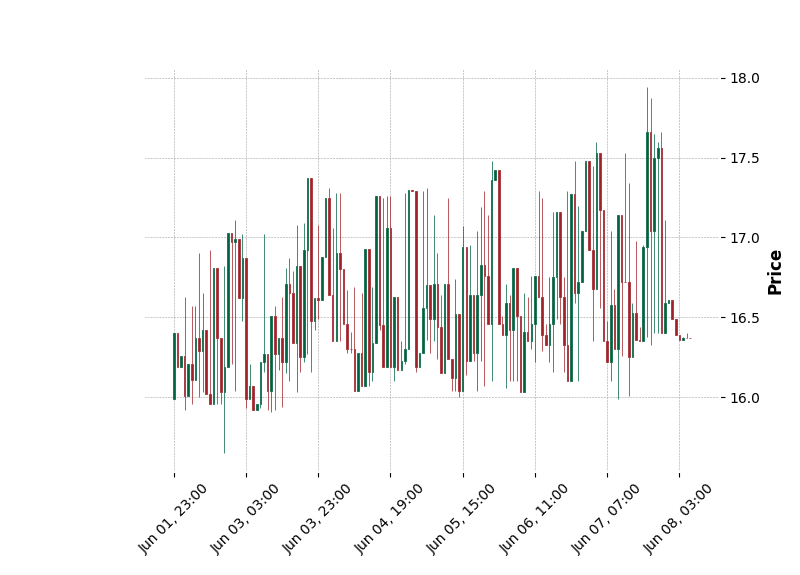 18.0
17.5
17.0
16.5
16.0
Price
Jun 01, 23:00
Jun 03, 03:00
Jun 03, 23:00
Jun 04, 19:00
Jun 05, 15:00
Jun 06, 11:00
Jun 07, 07:00
Jun 08, 03:00